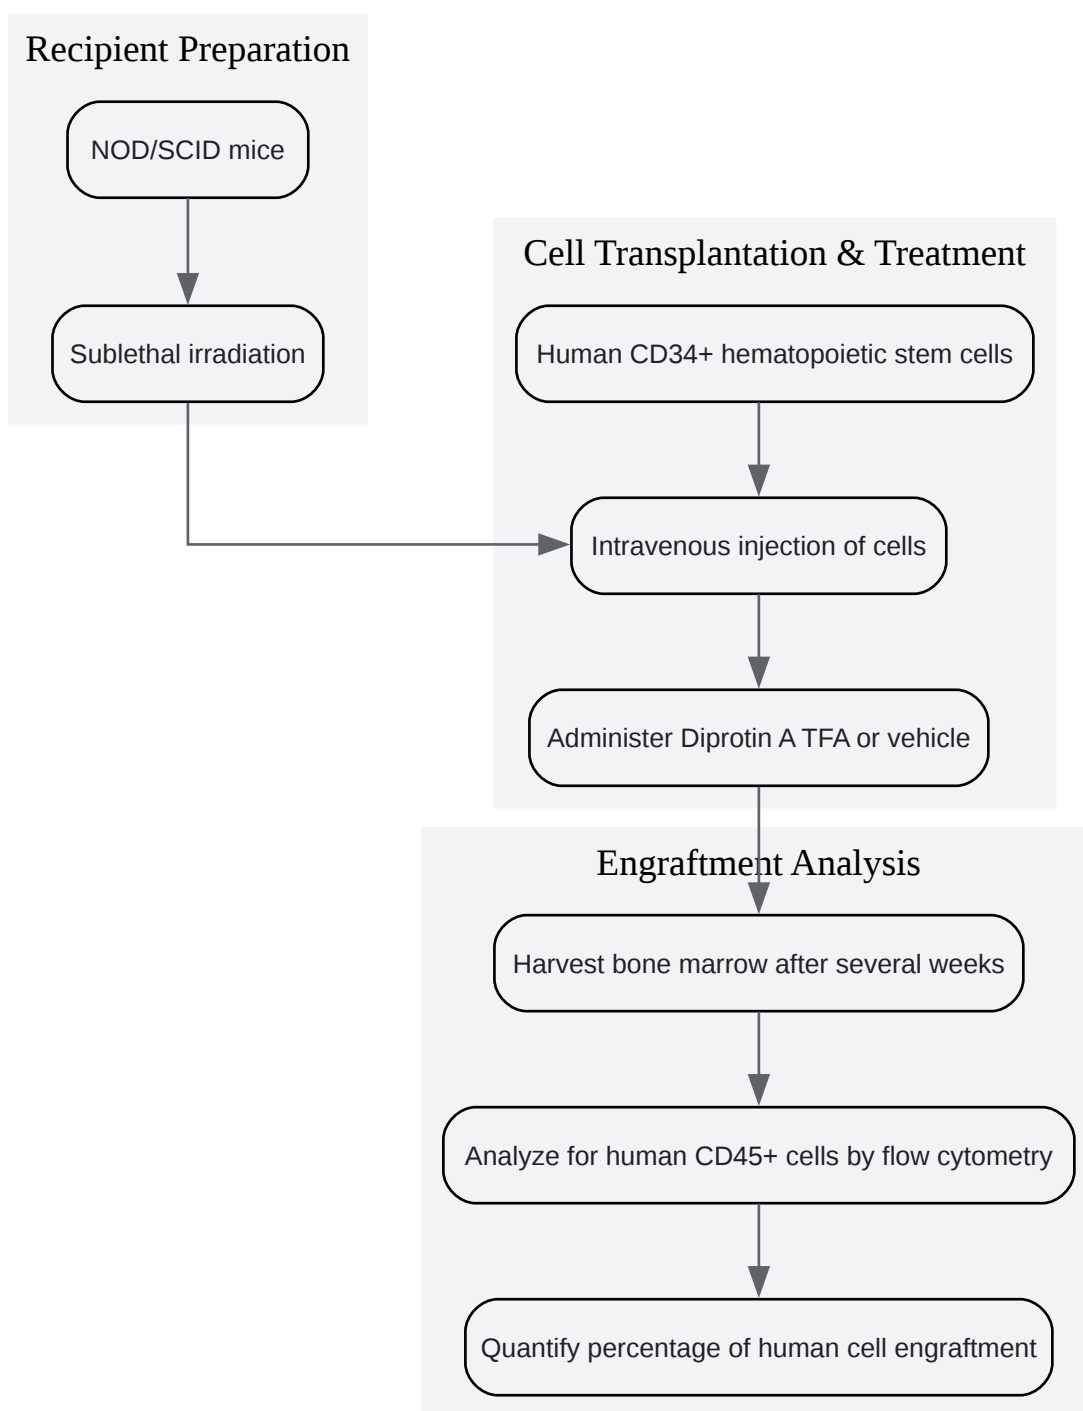 Recipient Preparation
NOD/SCID mice
Sublethal irradiation
Cell Transplantation & Treatment
Human CD34+ hematopoietic stem cells
Intravenous injection of cells
Administer Diprotin A TFA or vehicle
Engraftment Analysis
Harvest bone marrow after several weeks
Analyze for human CD45+ cells by flow cytometry
Quantify percentage of human cell engraftment